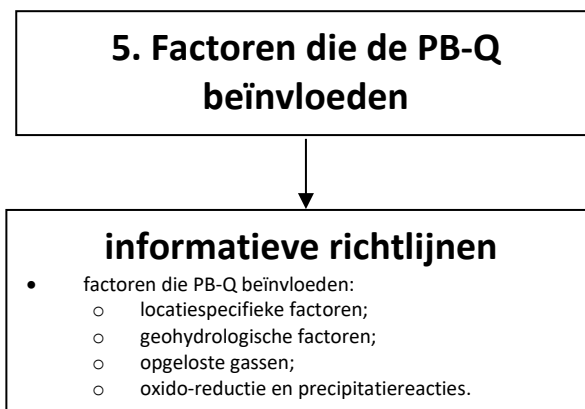 5. Factoren die de PB-Q
beïnvloeden
informatieve richtlijnen
• factoren die PB-Q beïnvloeden:
o locatiespecifieke factoren;
o geohydrologische factoren;
o opgeloste gassen;
o oxido-reductie en precipitatiereacties.